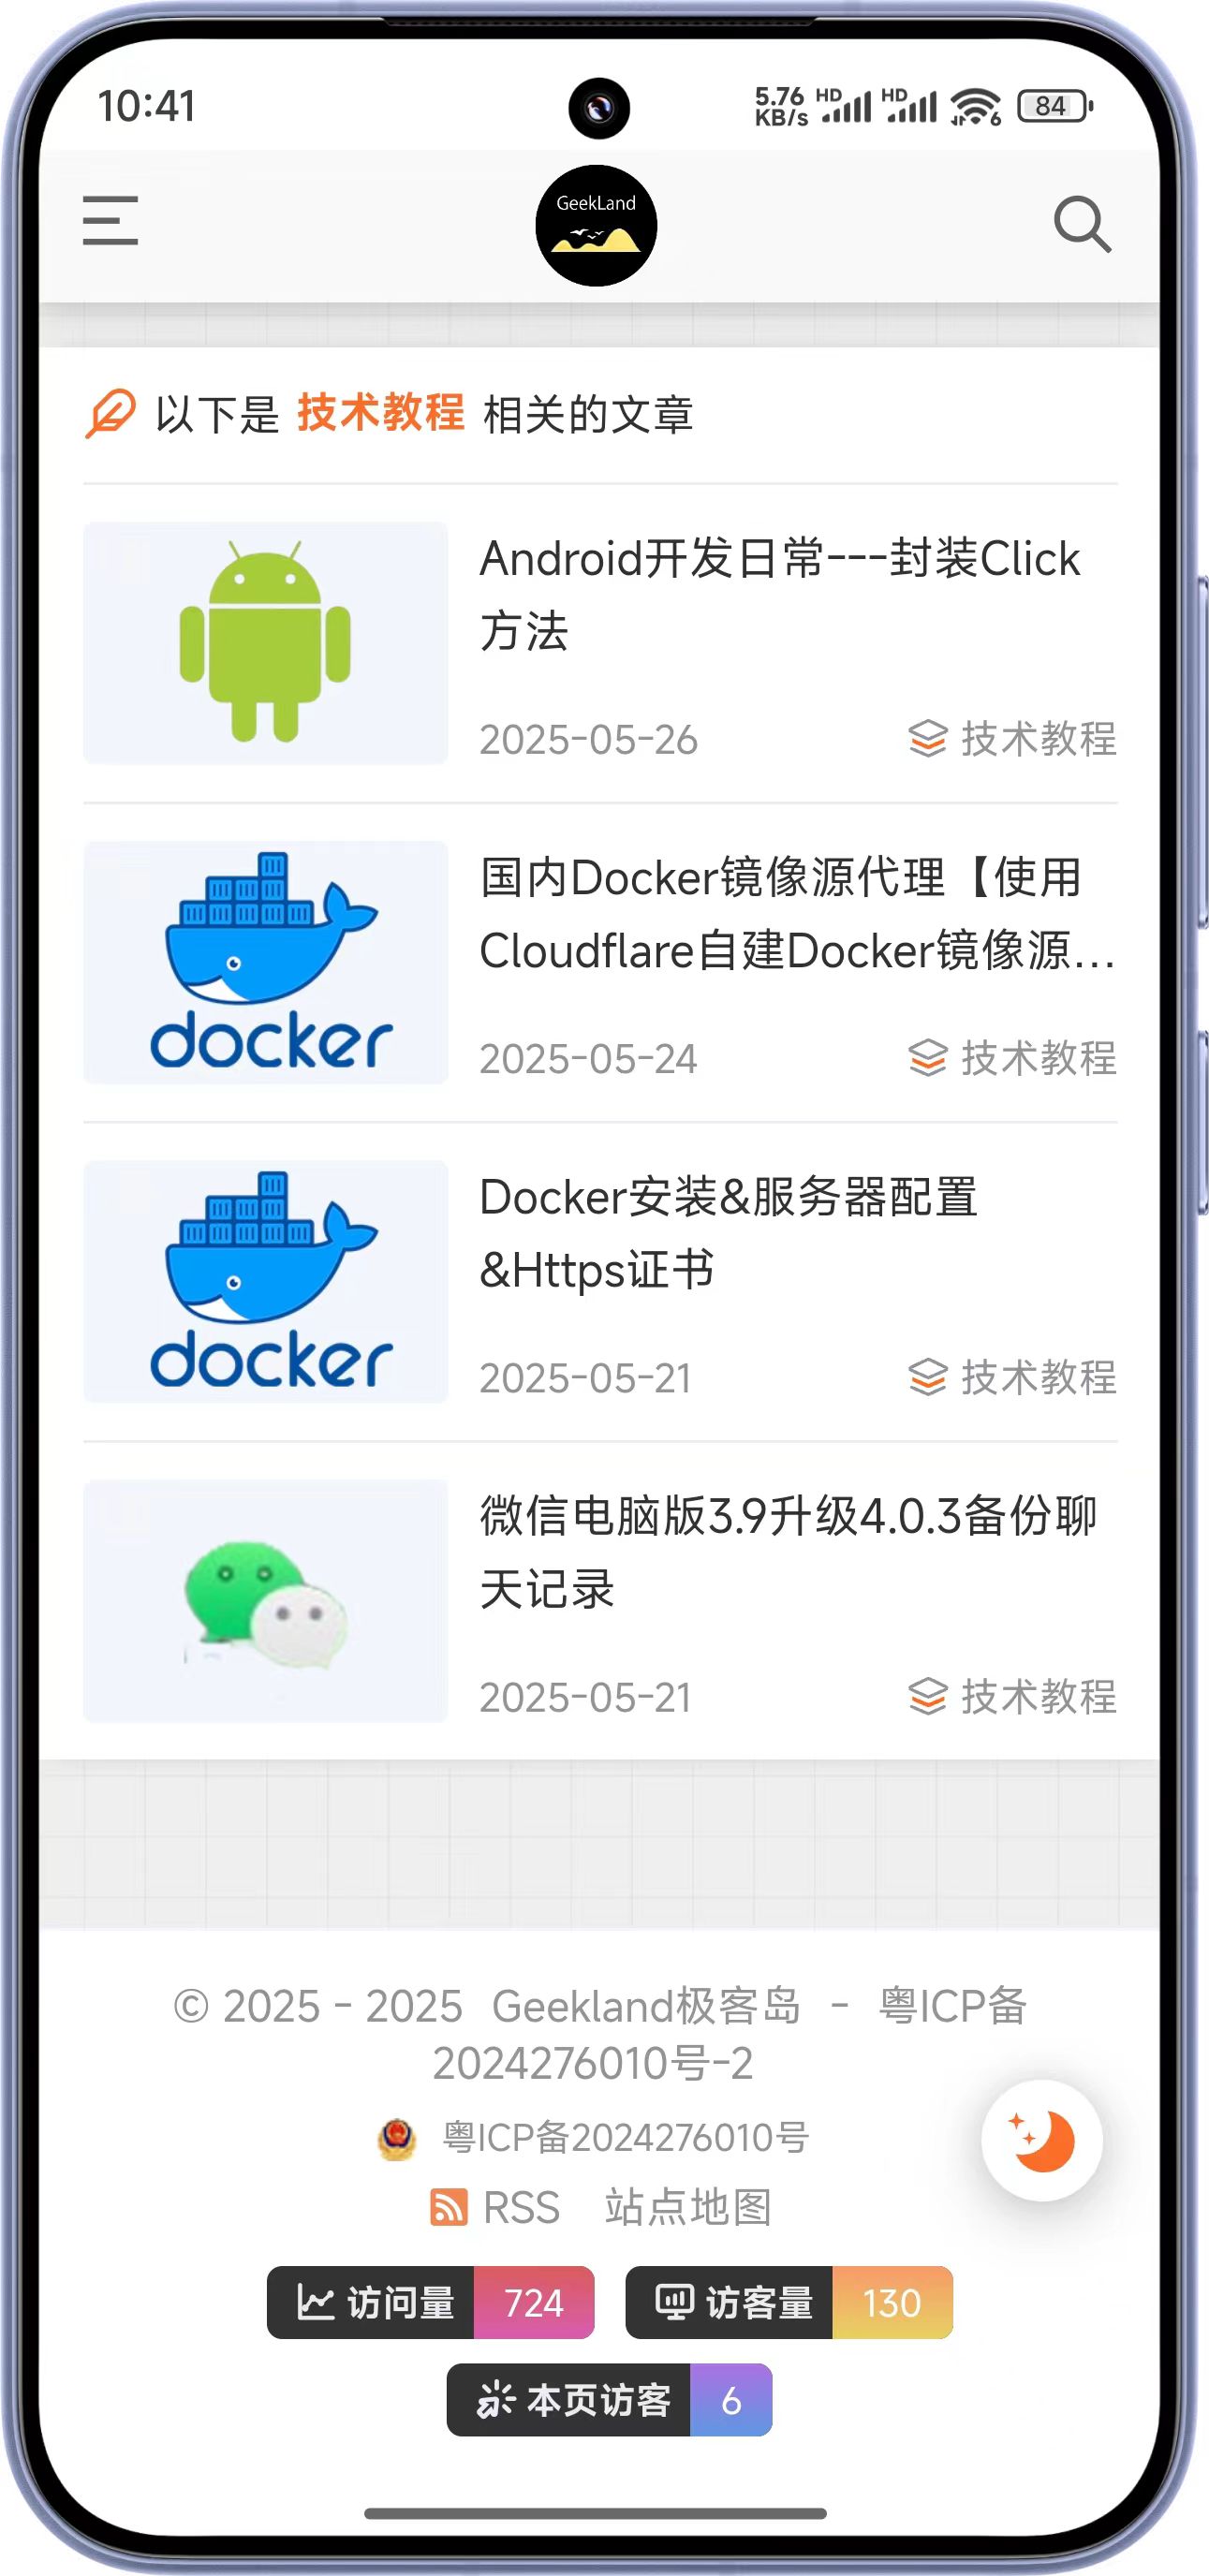 10:41
5.76 KB/s HD HD 6 84
GeekLand
以下是 技术教程 相关的文章
Android开发日常---封装Click
方法
2025-05-26 技术教程
国内Docker镜像源代理【使用
Cloudflare自建Docker镜像源...
docker
2025-05-24 技术教程
Docker安装&服务器配置
&Https证书
docker
2025-05-21 技术教程
微信电脑版3.9升级4.0.3备份聊
天记录
2025-05-21 技术教程
© 2025 - 2025 Geekland极客岛 - 粤ICP备
2024276010号-2
粤ICP备2024276010号
RSS 站点地图
访问量 724 访客量 130
本页访客 6